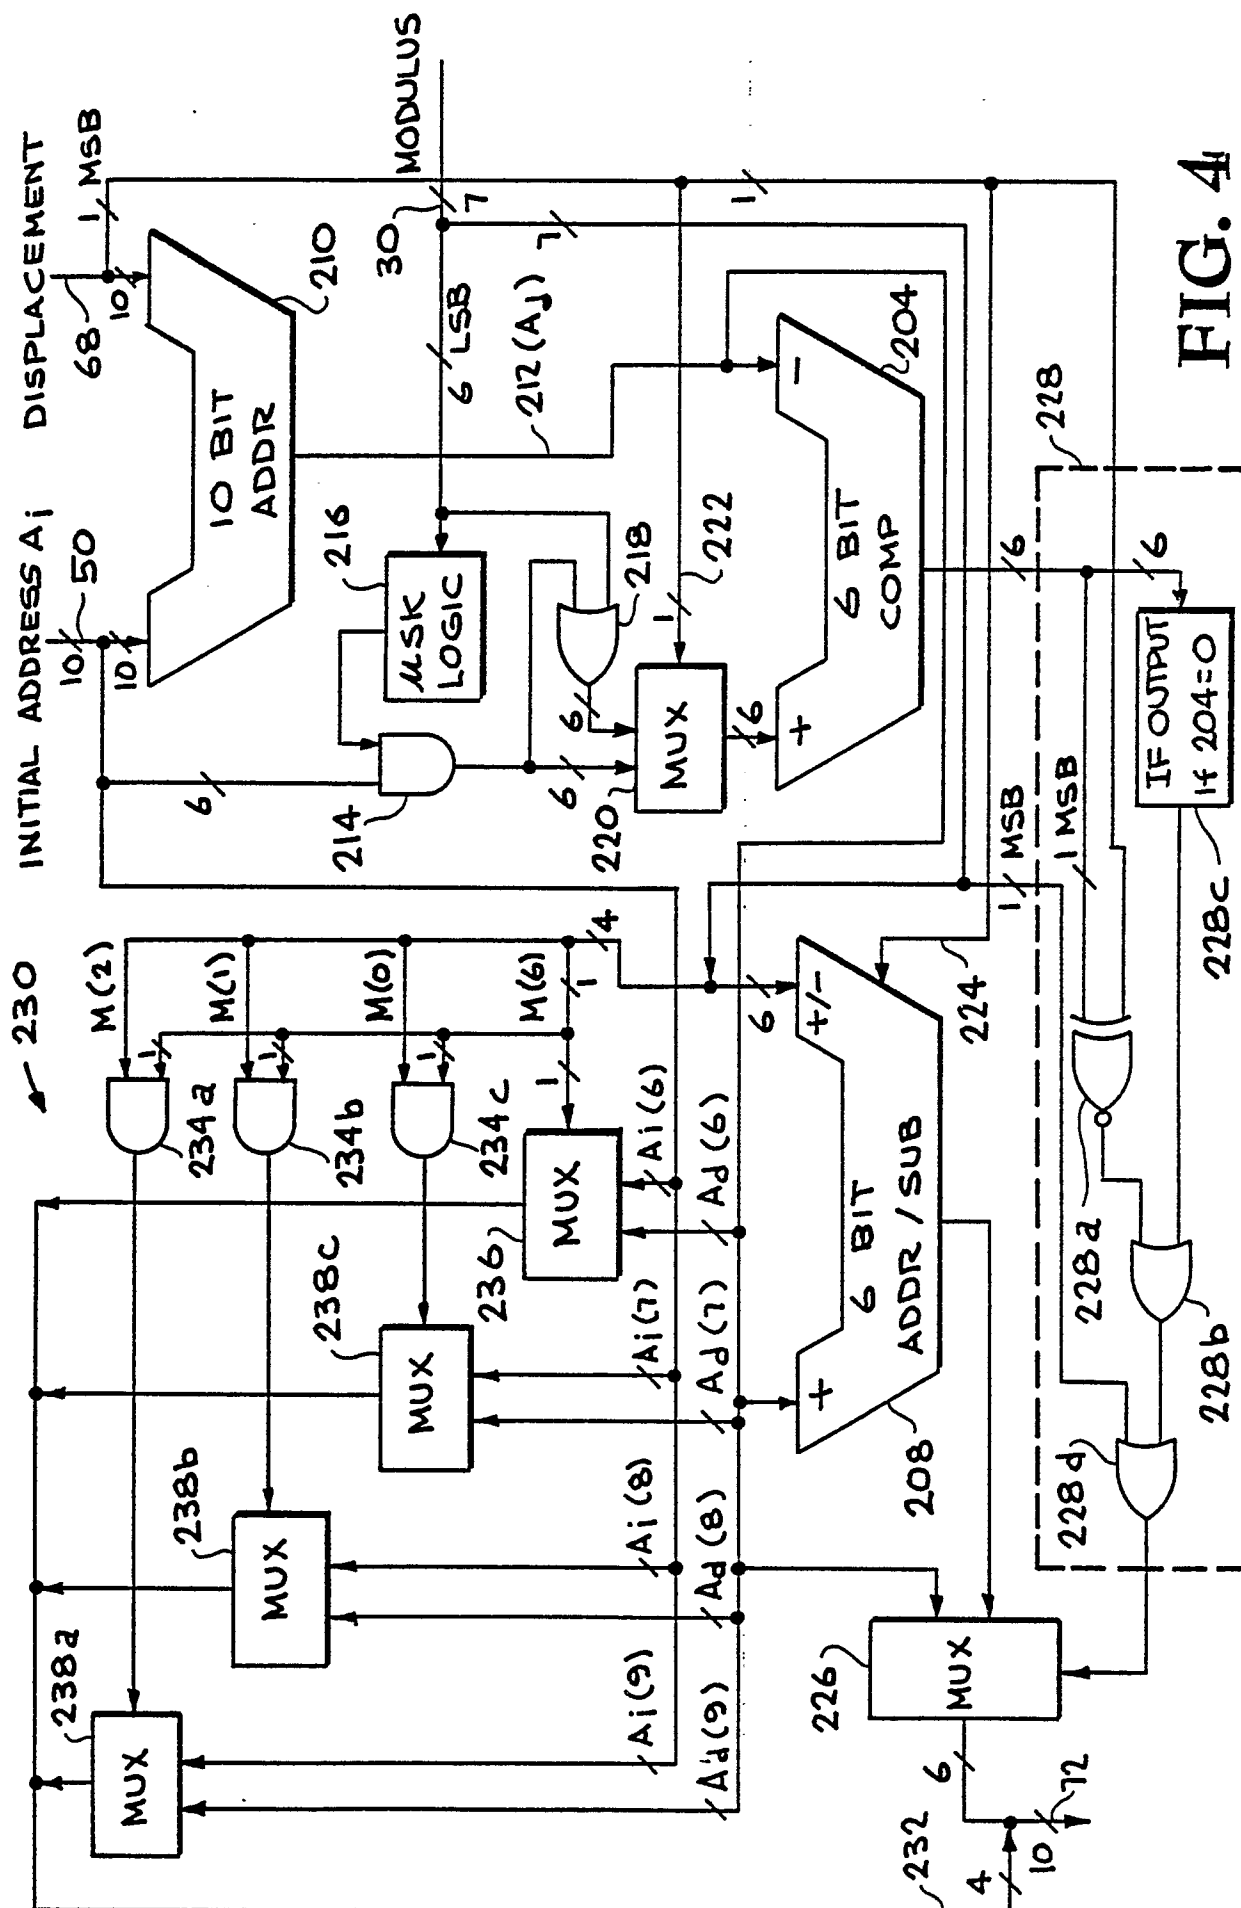 230
INITIAL ADDRESS Ai
DISPLACEMENT
10
50
10
68
10
1 MSB
10 BIT
ADDR
210
MODULUS
30
7
7
6 LSB
212 (Ad)
216
MSK
LOGIC
6
214
218
6
6
220
MUX
222
1
1
6
6 BIT
COMP
+
−
204
M(2)
M(1)
M(0)
M(6)
1
1
1
1
1
4
234a
234b
234c
MUX
236
MUX
238c
MUX
238b
MUX
238a
Ai(6)
Ad(6)
Ai(7)
Ad(7)
Ai(8)
Ad(8)
Ai(9)
Ad(9)
6
+/-
+
6 BIT
ADDR / SUB
208
224
1 MSB
6
1 MSB
6
228
IF OUTPUT
If 204=0
228c
228a
228b
228d
226
MUX
6
232
4
10
72
FIG. 4